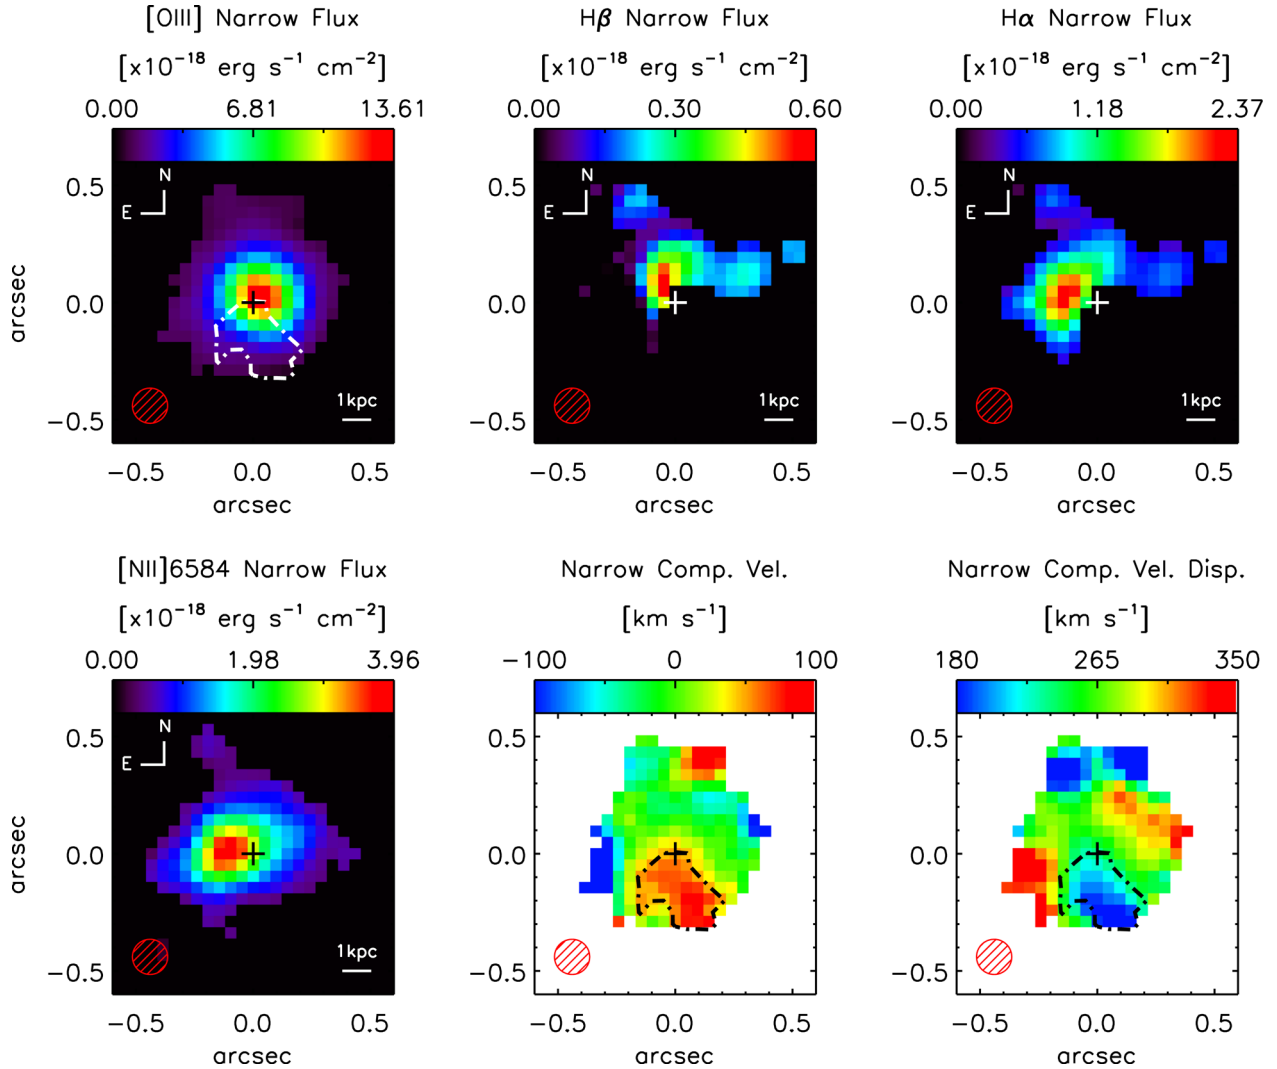 [OIII] Narrow Flux
[x10⁻¹⁸ erg s⁻¹ cm⁻²]
0.00 6.81 13.61
N
E
0.5
0.0
−0.5
arcsec
1kpc
−0.5 0.0 0.5
arcsec
Hβ Narrow Flux
[x10⁻¹⁸ erg s⁻¹ cm⁻²]
0.00 0.30 0.60
N
E
0.5
0.0
−0.5
1kpc
−0.5 0.0 0.5
arcsec
Hα Narrow Flux
[x10⁻¹⁸ erg s⁻¹ cm⁻²]
0.00 1.18 2.37
N
E
0.5
0.0
−0.5
1kpc
−0.5 0.0 0.5
arcsec
[NII]6584 Narrow Flux
[x10⁻¹⁸ erg s⁻¹ cm⁻²]
0.00 1.98 3.96
N
E
0.5
0.0
−0.5
arcsec
1kpc
−0.5 0.0 0.5
arcsec
Narrow Comp. Vel.
[km s⁻¹]
−100 0 100
0.5
0.0
−0.5
−0.5 0.0 0.5
arcsec
Narrow Comp. Vel. Disp.
[km s⁻¹]
180 265 350
0.5
0.0
−0.5
−0.5 0.0 0.5
arcsec